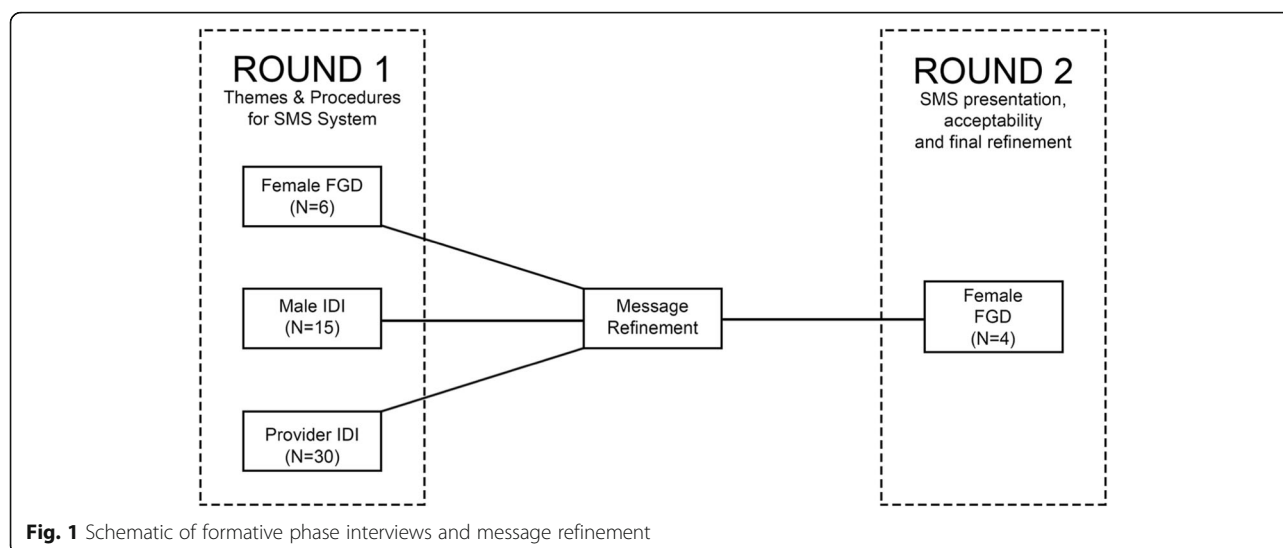 ROUND 1
Themes & Procedures
for SMS System
Female FGD
(N=6)
Male IDI
(N=15)
Provider IDI
(N=30)
Message
Refinement
ROUND 2
SMS presentation,
acceptability
and final refinement
Female
FGD
(N=4)
Fig. 1 Schematic of formative phase interviews and message refinement